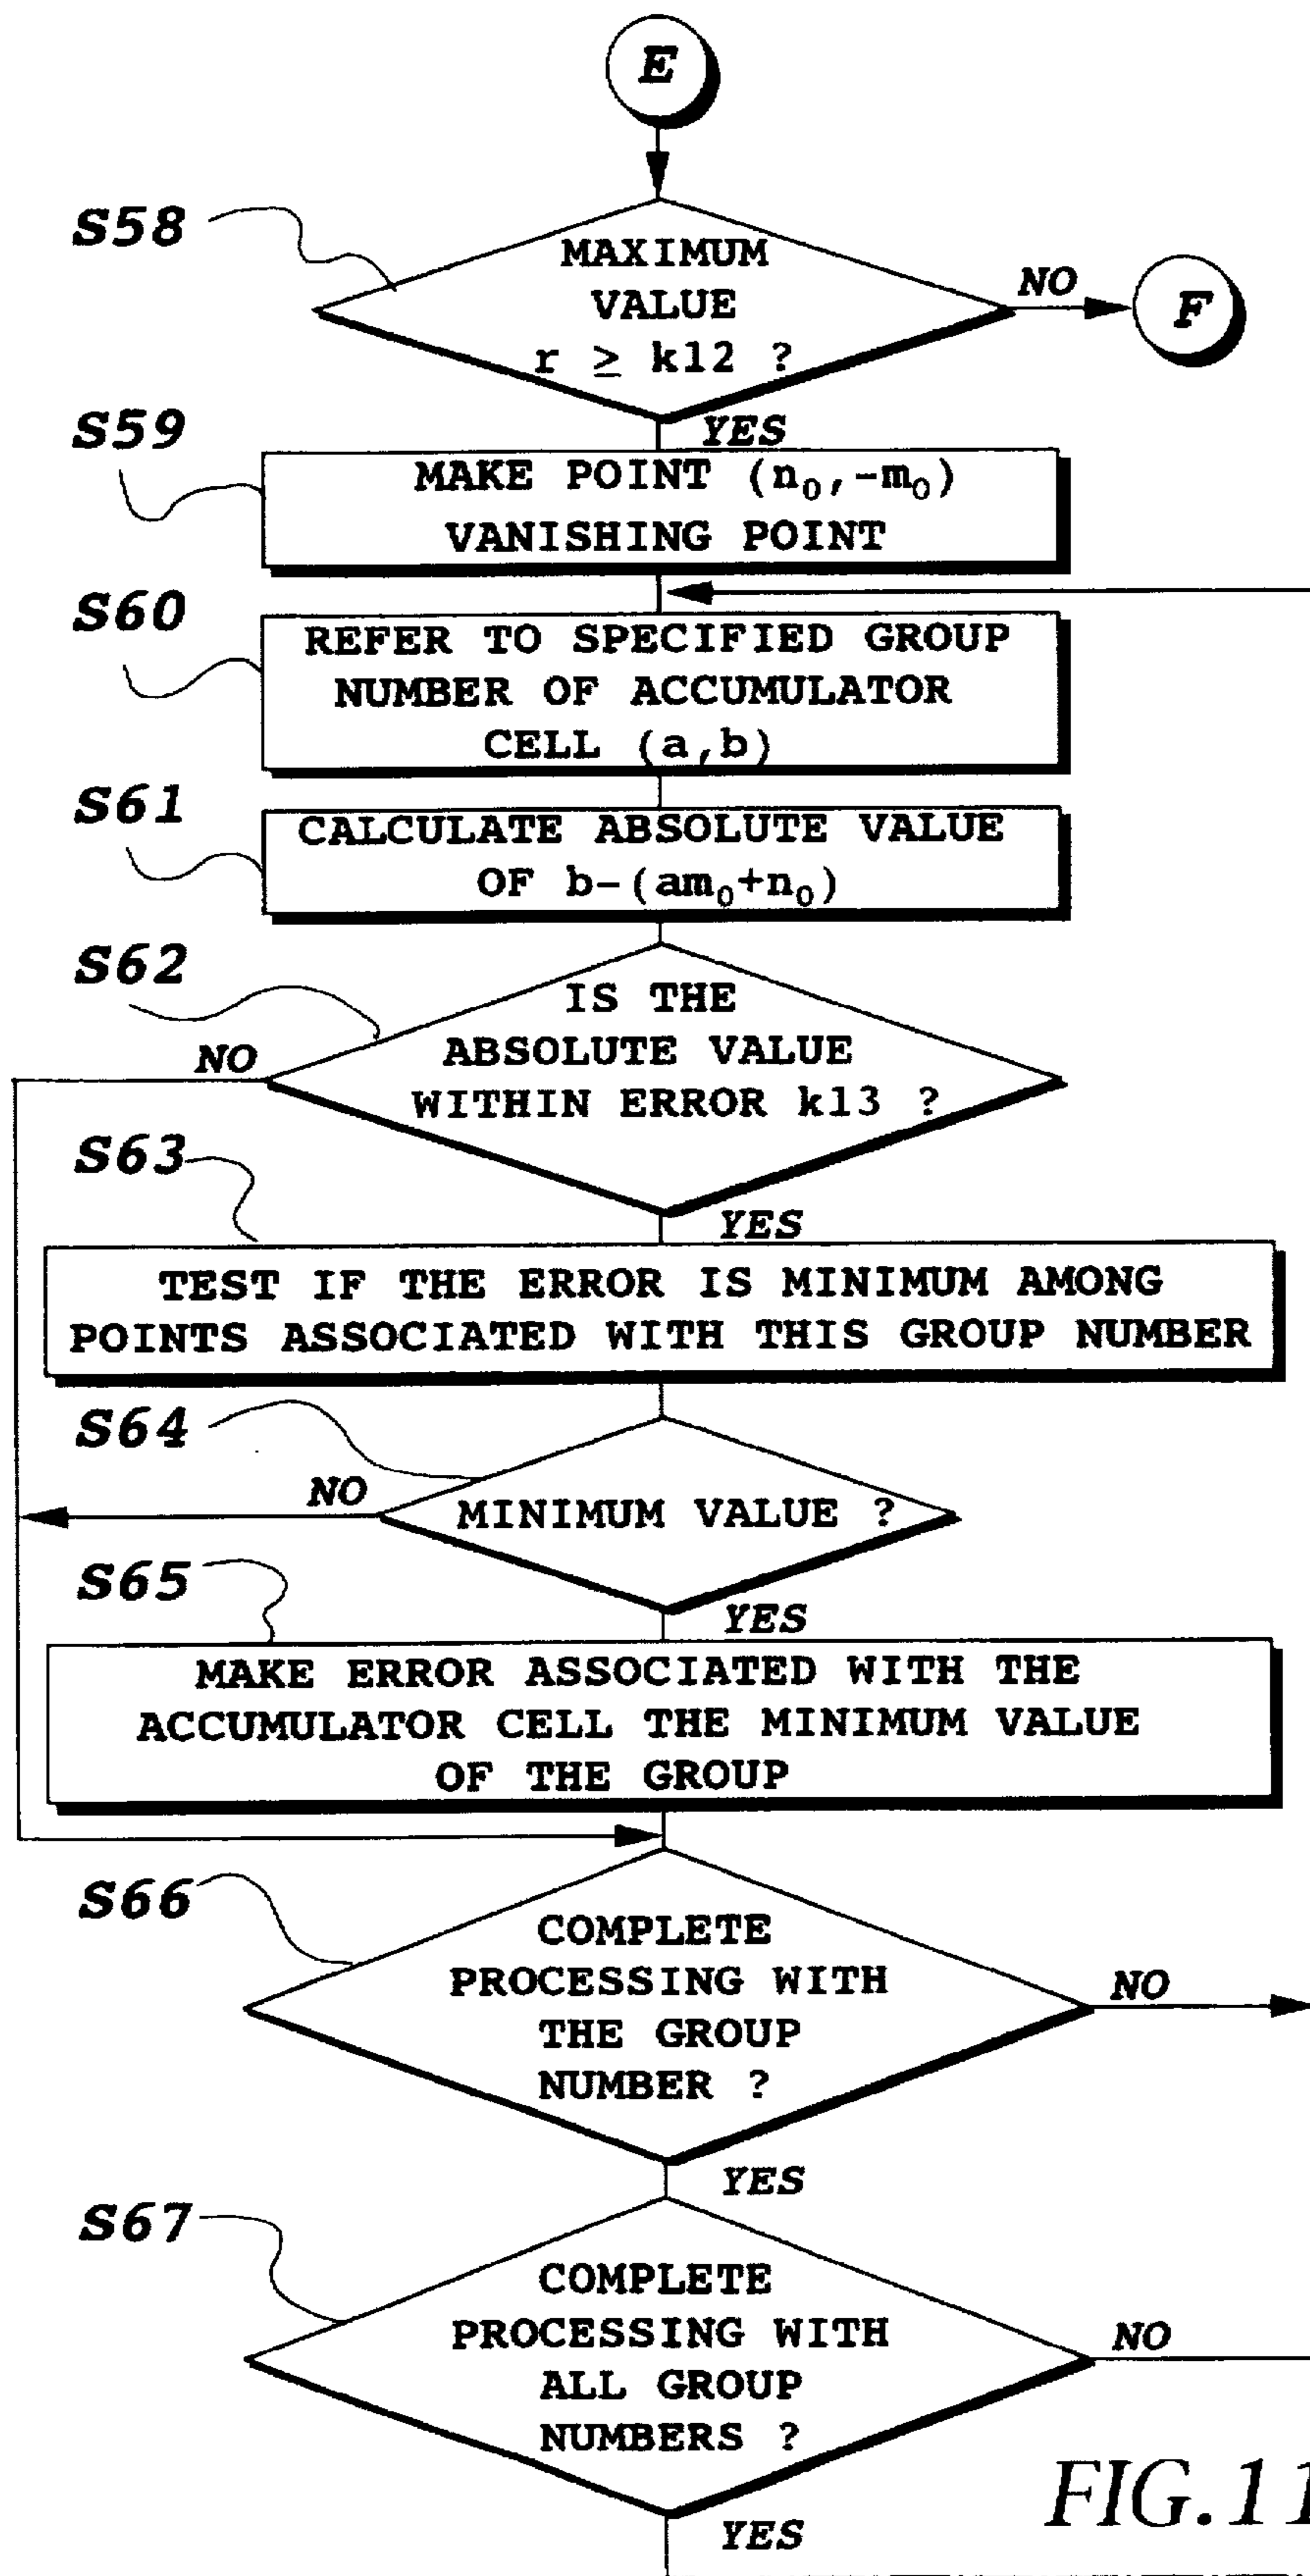 E
S58
MAXIMUM
VALUE
r ≥ k12 ?
NO
F
YES
S59
MAKE POINT (n₀,-m₀)
VANISHING POINT
S60
REFER TO SPECIFIED GROUP
NUMBER OF ACCUMULATOR
CELL (a,b)
S61
CALCULATE ABSOLUTE VALUE
OF b-(am₀+n₀)
S62
IS THE
ABSOLUTE VALUE
WITHIN ERROR k13 ?
NO
YES
S63
TEST IF THE ERROR IS MINIMUM AMONG
POINTS ASSOCIATED WITH THIS GROUP NUMBER
S64
NO
MINIMUM VALUE ?
YES
S65
MAKE ERROR ASSOCIATED WITH THE
ACCUMULATOR CELL THE MINIMUM VALUE
OF THE GROUP
S66
COMPLETE
PROCESSING WITH
THE GROUP
NUMBER ?
NO
YES
S67
COMPLETE
PROCESSING WITH
ALL GROUP
NUMBERS ?
NO
YES
FIG.11